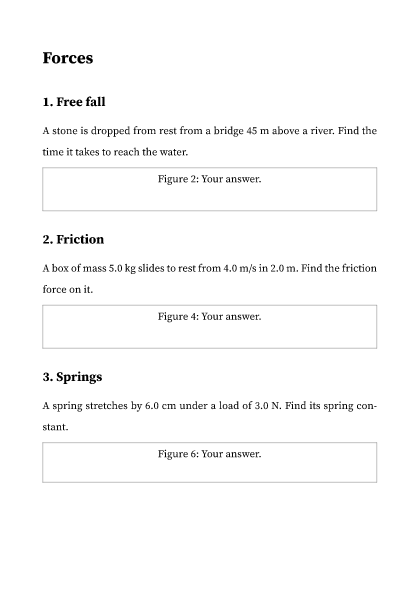 Forces
1. Free fall
A stone is dropped from rest from a bridge 45 m above a river. Find the
time it takes to reach the water.
Figure 2: Your answer.
2. Friction
A box of mass 5.0 kg slides to rest from 4.0 m/s in 2.0 m. Find the friction
force on it.
Figure 4: Your answer.
3. Springs
A spring stretches by 6.0 cm under a load of 3.0 N. Find its spring con-
stant.
Figure 6: Your answer.